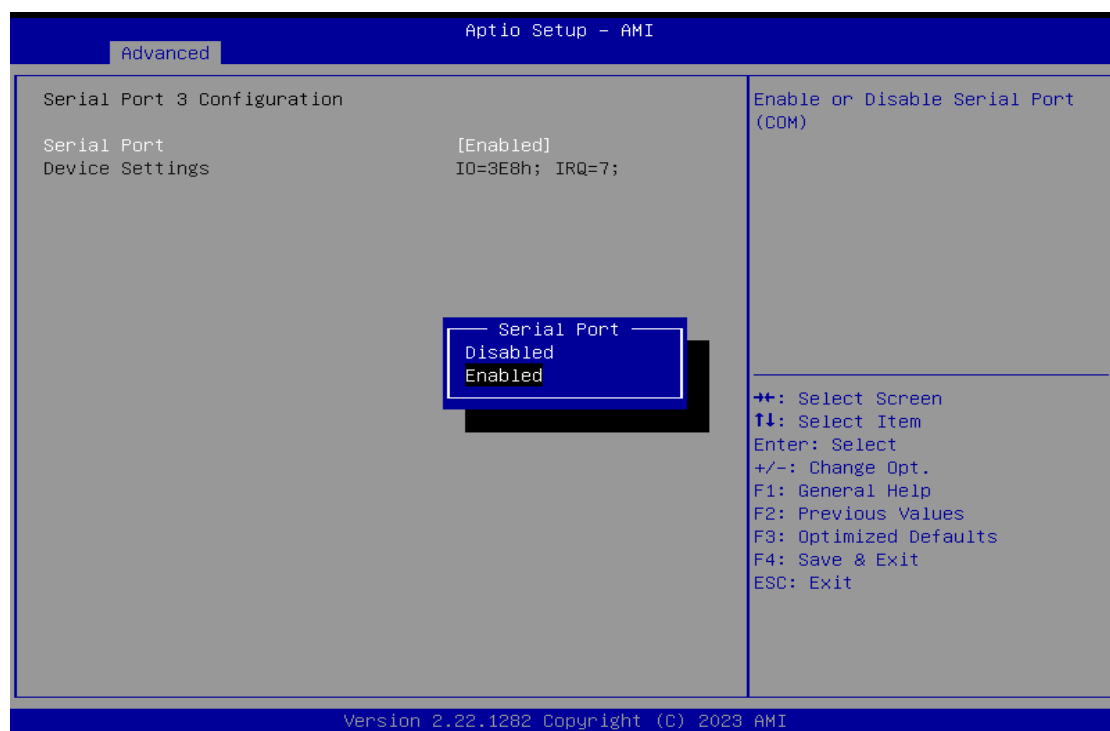 Aptio Setup – AMI
Advanced
Serial Port 3 Configuration
Serial Port [Enabled]
Device Settings IO=3E8h; IRQ=7;
Serial Port
Disabled
Enabled
Enable or Disable Serial Port
(COM)
→←: Select Screen
↑↓: Select Item
Enter: Select
+/-: Change Opt.
F1: General Help
F2: Previous Values
F3: Optimized Defaults
F4: Save & Exit
ESC: Exit
Version 2.22.1282 Copyright (C) 2023 AMI